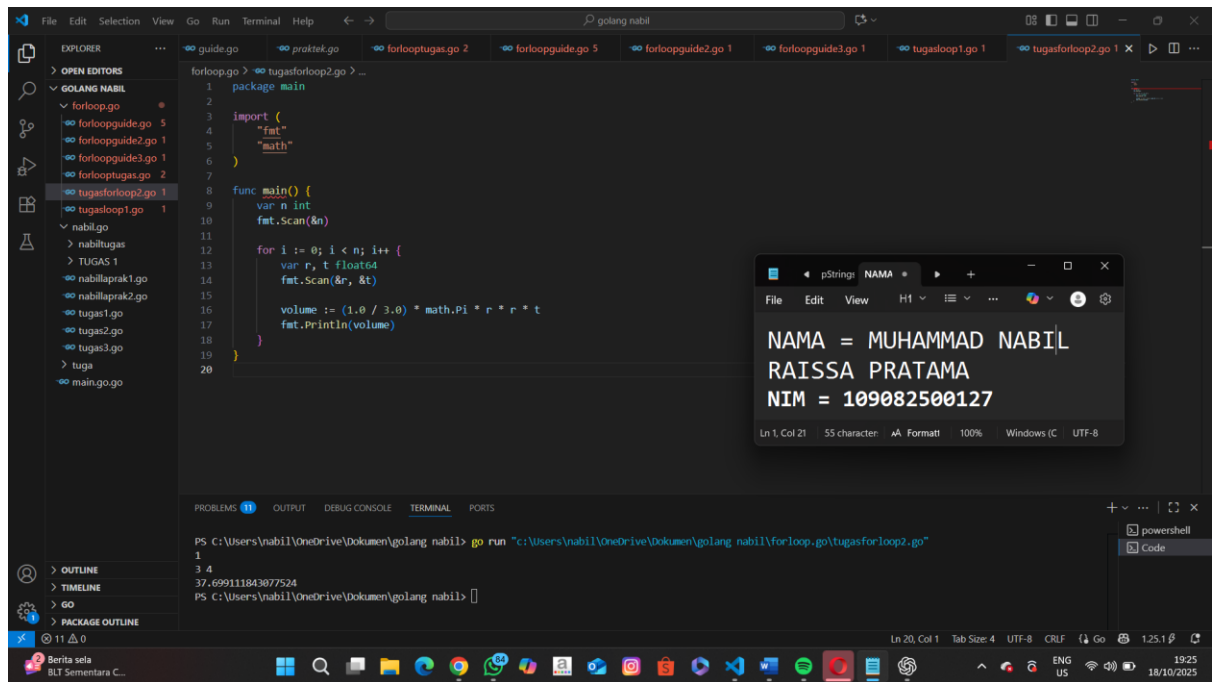 File Edit Selection View Go Run Terminal Help
golang nabil
EXPLORER
guide.go praktek.go forlooptugas.go 2 forloopguide.go 5 forloopguide2.go 1 forloopguide3.go 1 tugasloop1.go 1 tugasforloop2.go 1
OPEN EDITORS
GOLANG NABIL
forloop.go
forloopguide.go 5
forloopguide2.go 1
forloopguide3.go 1
forlooptugas.go 2
tugasforloop2.go 1
tugasloop1.go 1
nabil.go
nabiltugas
TUGAS 1
nabillaprak1.go
nabillaprak2.go
tugas1.go
tugas2.go
tugas3.go
tuga
main.go.go
OUTLINE
TIMELINE
GO
PACKAGE OUTLINE
forloop.go > tugasforloop2.go > ...
1 package main
2
3 import (
4 "fmt"
5 "math"
6 )
7
8 func main() {
9 var n int
10 fmt.Scan(&n)
11
12 for i := 0; i < n; i++ {
13 var r, t float64
14 fmt.Scan(&r, &t)
15
16 volume := (1.0 / 3.0) * math.Pi * r * r * t
17 fmt.Println(volume)
18 }
19 }
20
pStrings NAMA
File Edit View H1
NAMA = MUHAMMAD NABIL
RAISSA PRATAMA
NIM = 109082500127
Ln 1, Col 21 55 character: Formatt 100% Windows (C UTF-8
PROBLEMS 11 OUTPUT DEBUG CONSOLE TERMINAL PORTS
powershell
Code
PS C:\Users\nabil\OneDrive\Dokumen\golang nabil> go run "c:\Users\nabil\OneDrive\Dokumen\golang nabil\forloop.go\tugasforloop2.go"
1
3 4
37.699111843077524
PS C:\Users\nabil\OneDrive\Dokumen\golang nabil>
11 0 Ln 20, Col 1 Tab Size: 4 UTF-8 CRLF Go 1.25.1
2 Berita sela
BLT Sementara C...
84
ENG
US
19:25
18/10/2025